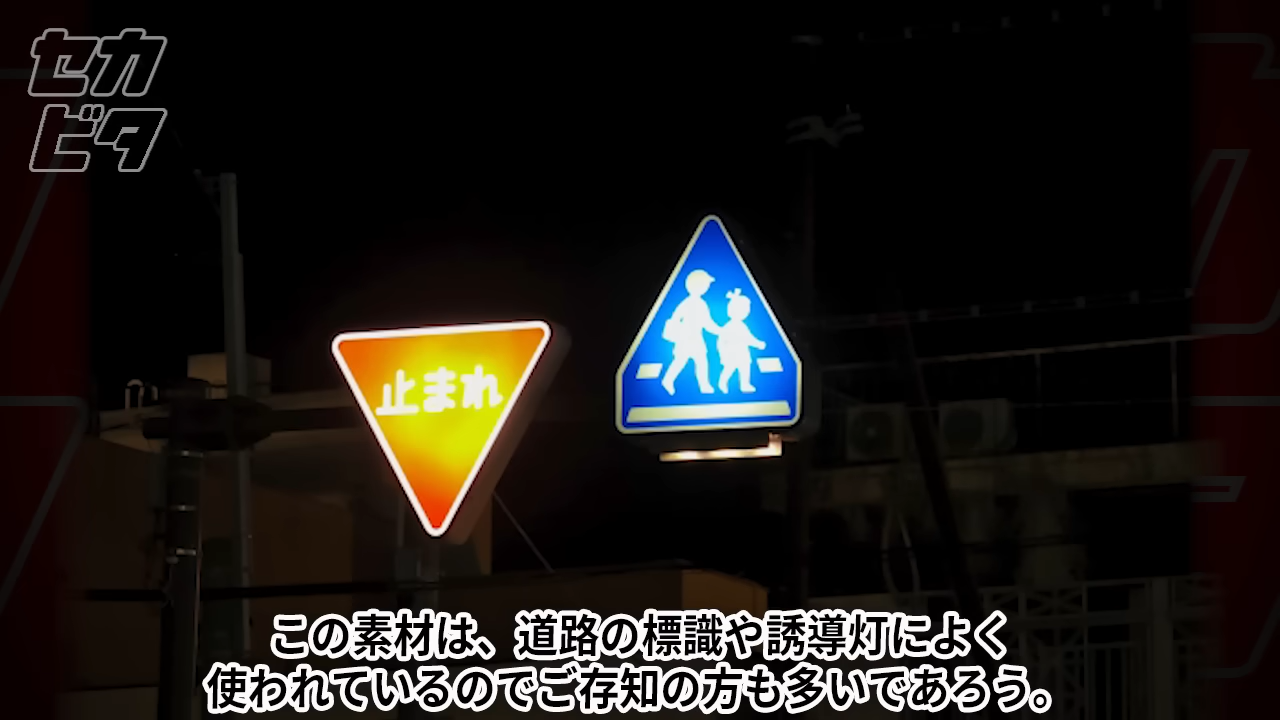 セカ
ビタ
止まれ
この素材は、道路の標識や誘導灯によく
使われているのでご存知の方も多いであろう。